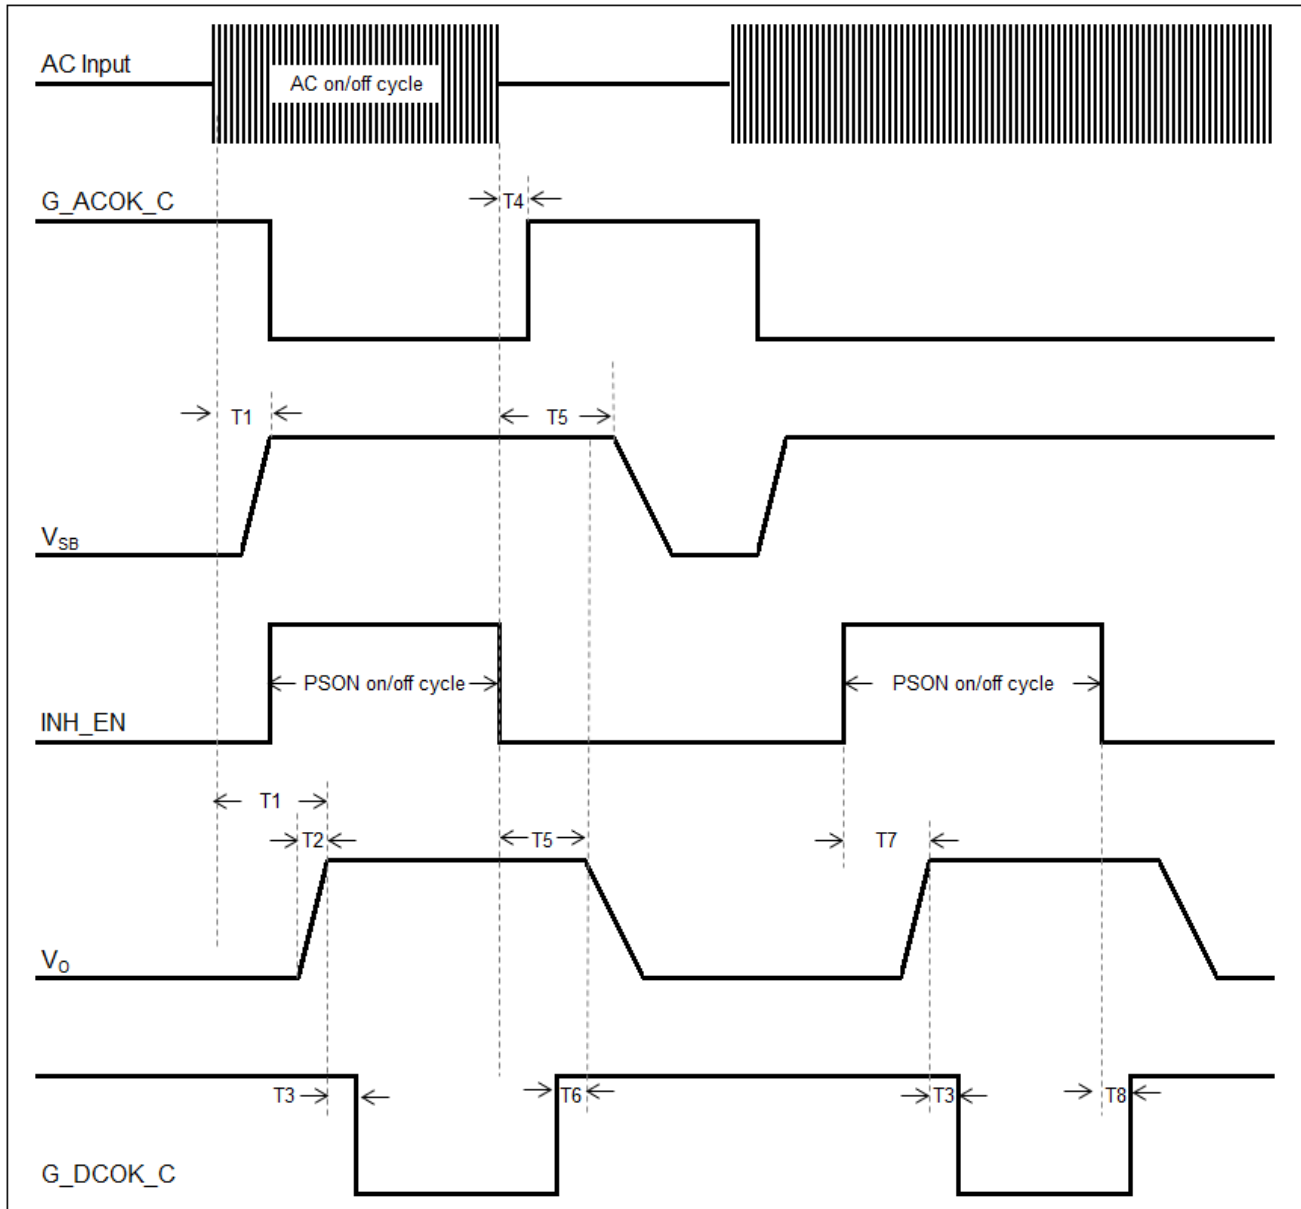 AC Input
AC on/off cycle
G_ACOK_C
T4
T1
T5
VSB
PSON on/off cycle
PSON on/off cycle
INH_EN
T1
T2
T5
T7
VO
T3
T6
T3
T8
G_DCOK_C